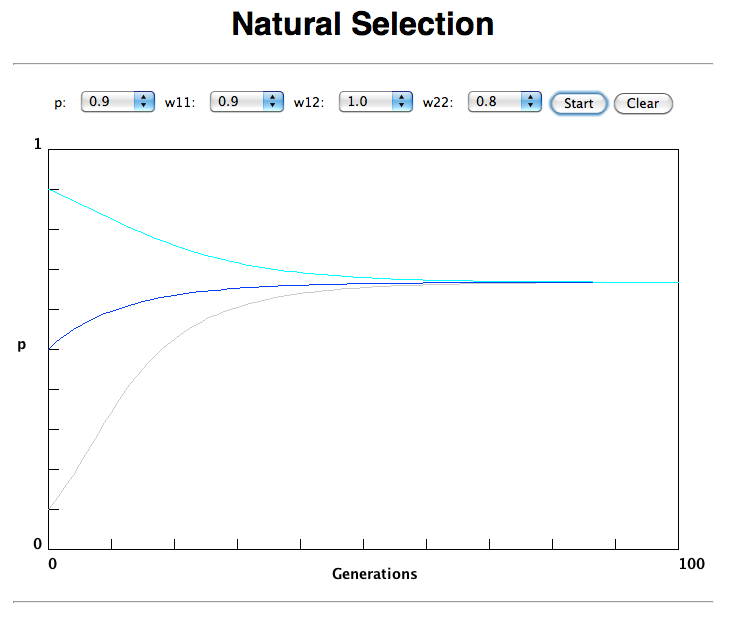 Natural Selection
p: 0.9 w11: 0.9 w12: 1.0 w22: 0.8 Start Clear
1
p
0
0 100
Generations